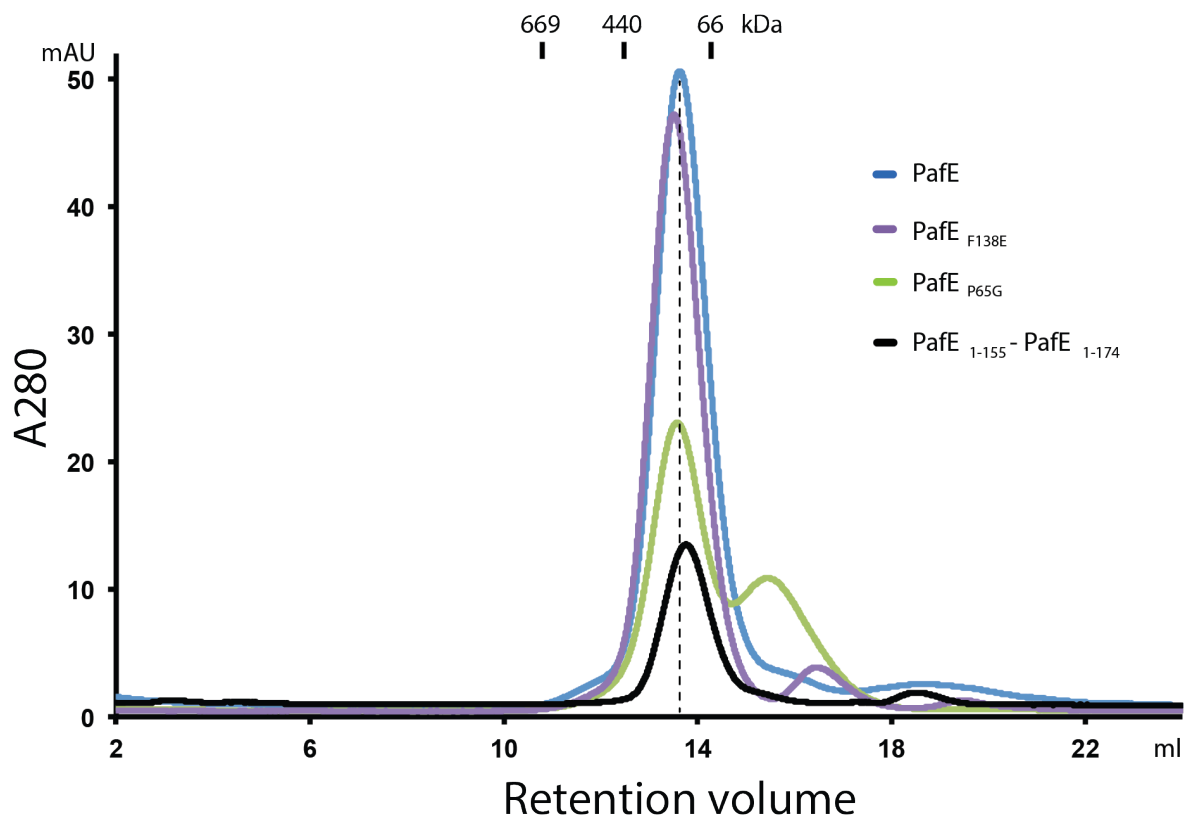 669 440 66 kDa
mAU
50
40
30
20
10
0
A280
PafE
PafE F138E
PafE P65G
PafE 1-155 - PafE 1-174
2 6 10 14 18 22 ml
Retention volume